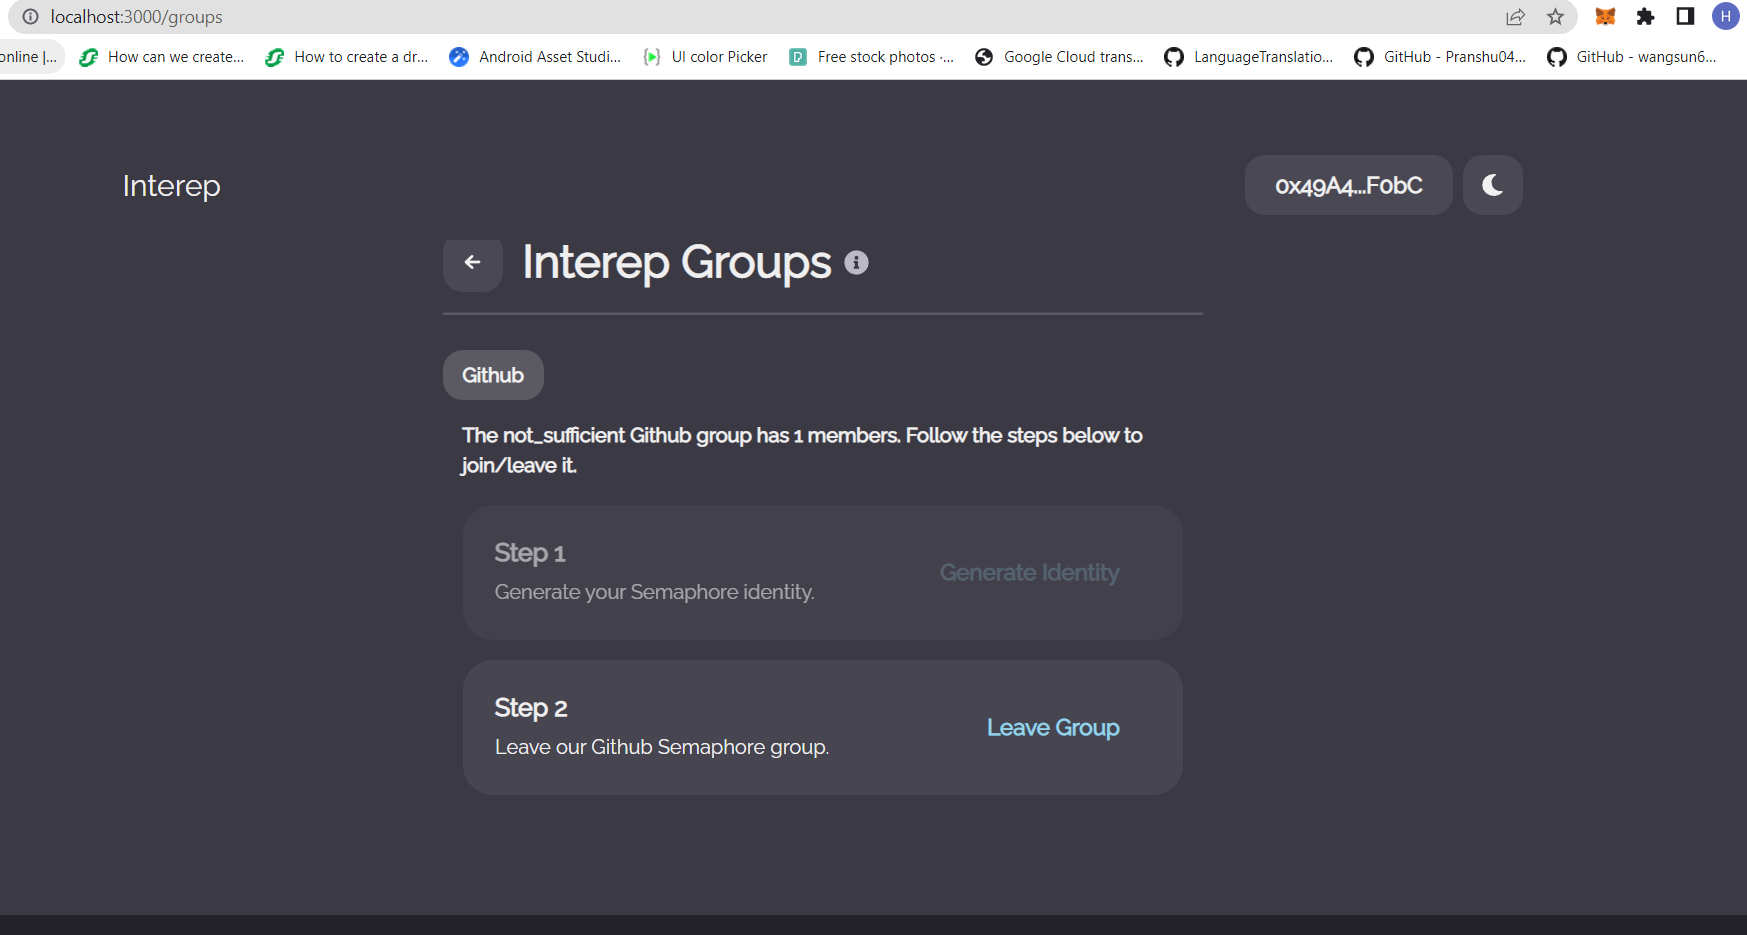 localhost:3000/groups
H
online |...
How can we create...
How to create a dr...
Android Asset Studi...
UI color Picker
Free stock photos ·...
Google Cloud trans...
LanguageTranslatio...
GitHub - Pranshu04...
GitHub - wangsun6...
Interep
0x49A4...F0bC
Interep Groups
Github
The not_sufficient Github group has 1 members. Follow the steps below to
join/leave it.
Step 1
Generate your Semaphore identity.
Generate Identity
Step 2
Leave our Github Semaphore group.
Leave Group